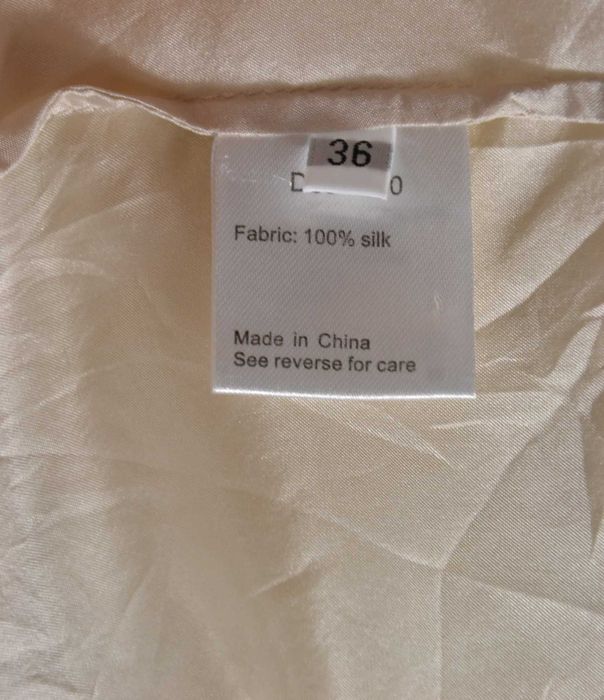 36
Fabric: 100% silk
Made in China
See reverse for care